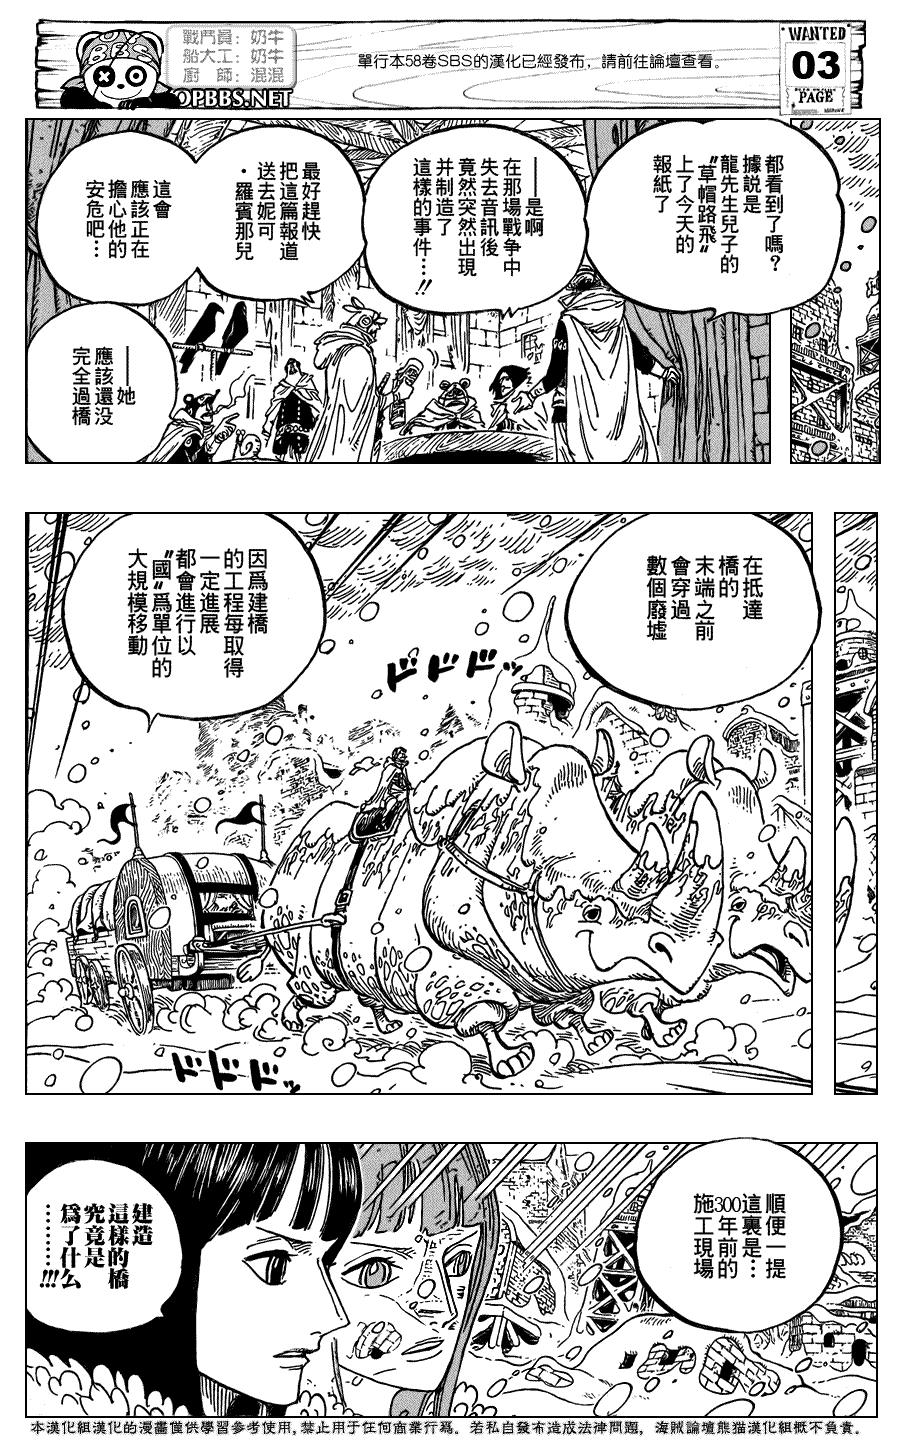 戰鬥員：奶牛
船大工：奶牛
廚　師：混混
OPBBS.NET
單行本58卷SBS的漢化已經發布，請前往論壇查看。
WANTED
03
PAGE
都看到了嗎？
據説是
龍先生兒子的
〝草帽路飛〞
上了今天的
報紙了
——是啊
在那場戰争中
失去音訊後
竟然突然出現
并制造了
這樣的事件…!!
最好趕快
把這篇報道
送去妮可
·羅賓那兒
這會
應該正在
擔心他的
安危吧…
——她
應該還没
完全過橋
在抵達
橋的
末端之前
會穿過
數個廢墟
因爲建橋
的工程每取得
一定進展
都會進行以
〝國〞爲單位的
大規模移動
ドドドドッ
ドドドドッ
順便一提
這裏是…
300年前的
施工現場
建造
這樣的橋
究竟是
爲了什么
………!!!
本漢化組漢化的漫畫僅供學習參考使用,禁止用于任何商業行爲。若私自發布造成法律問題，海賊論壇熊猫漢化組概不負責。